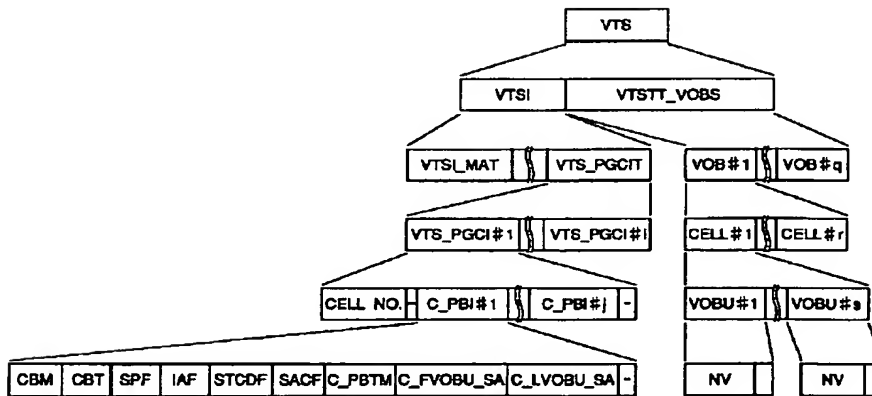 VTS
VTSI VTSTT_VOBS
VTSI_MAT VTS_PGCIT VOB#1 VOB#q
VTS_PGCI#1 VTS_PGCI#i CELL#1 CELL#r
CELL NO. - C_PBI#1 C_PBI#j - VOBU#1 VOBU#s
CBM CBT SPF IAF STCDF SACF C_PBTM C_FVOBU_SA C_LVOBU_SA - NV NV